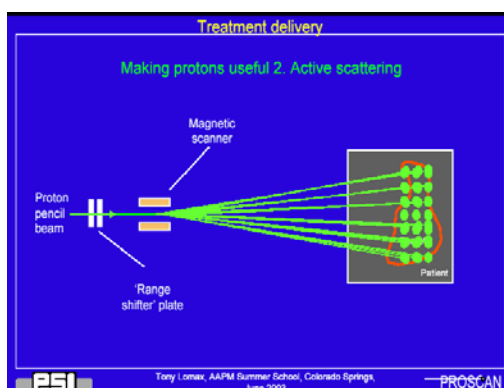 Treatment delivery
Making protons useful 2. Active scattering
Magnetic
scanner
Proton
pencil
beam
'Range
shifter' plate
Patient
PSI
Tony Lomax, AAPM Summer School, Colorado Springs,
June 2003
PROSCAN